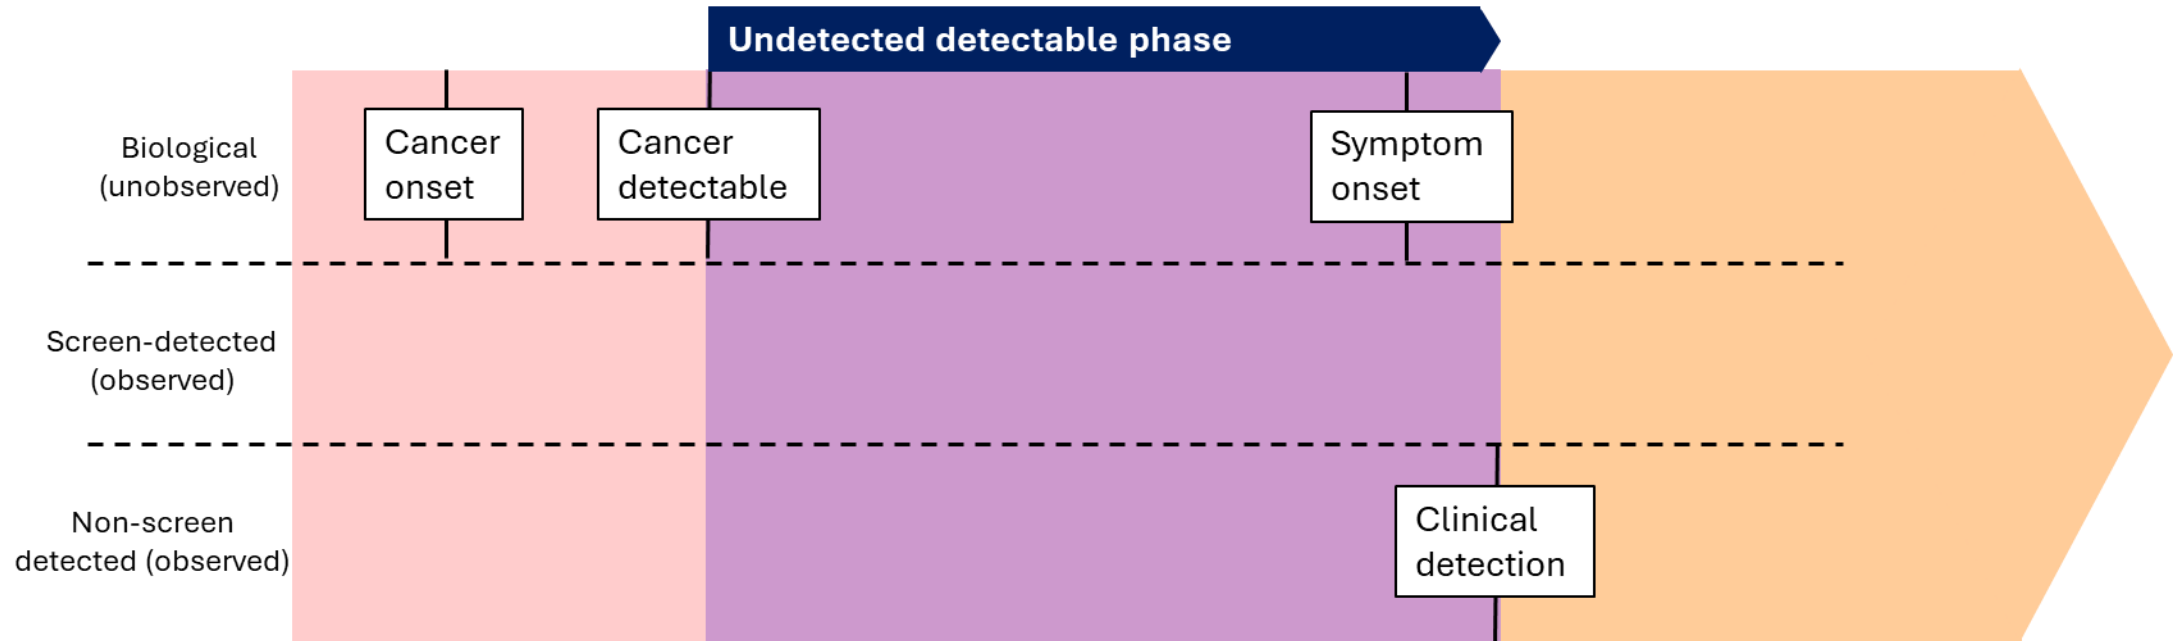 Undetected detectable phase
Biological
(unobserved)
Cancer
onset
Cancer
detectable
Symptom
onset
Screen-detected
(observed)
Non-screen
detected (observed)
Clinical
detection